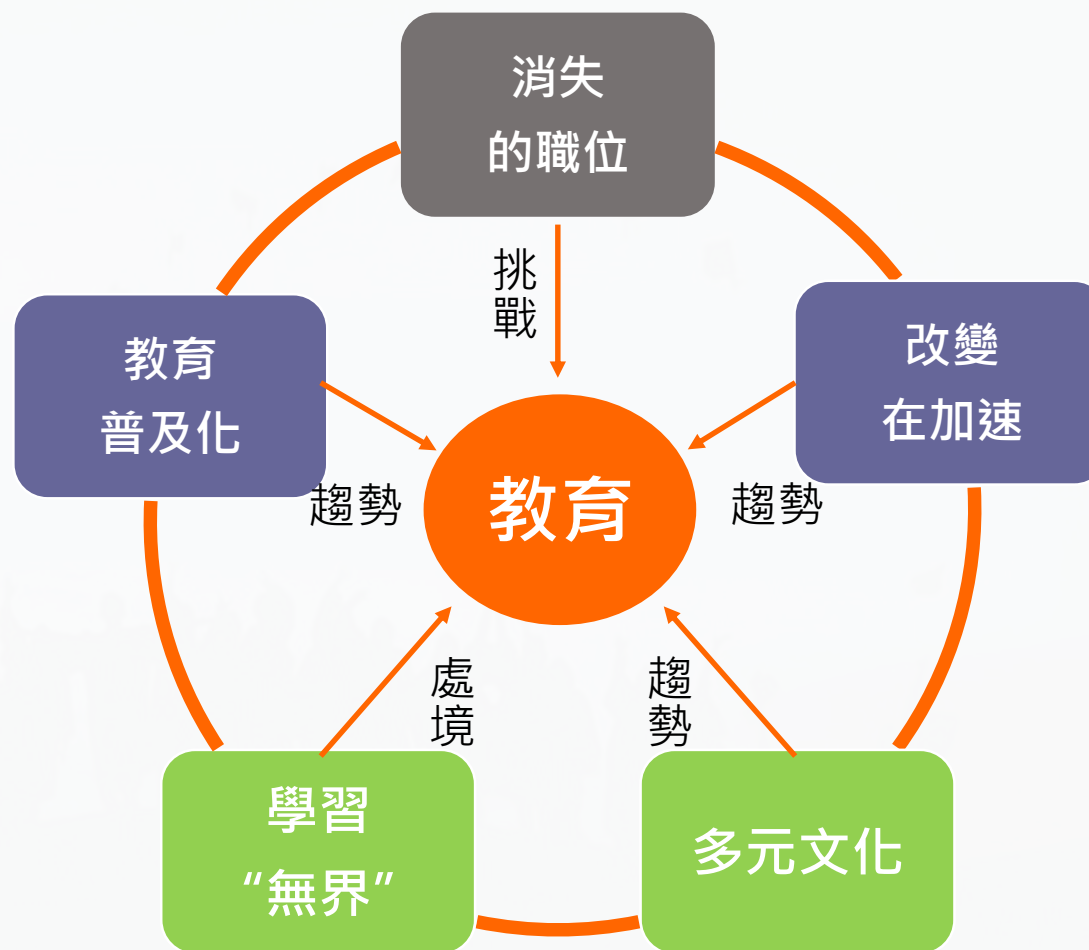 消失
的職位
挑戰
教育
普及化
改變
在加速
趨勢
教育
趨勢
處境
趨勢
學習
“無界”
多元文化